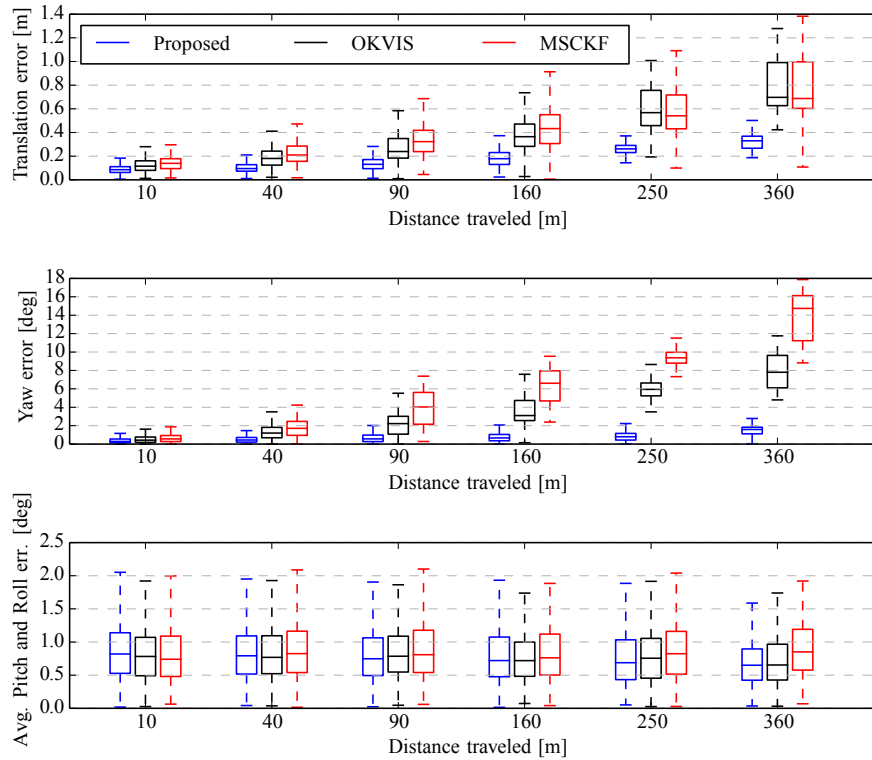 Proposed OKVIS MSCKF
Translation error [m]
1.4
1.2
1.0
0.8
0.6
0.4
0.2
0.0
10 40 90 160 250 360
Distance traveled [m]
Yaw error [deg]
18
16
14
12
10
8
6
4
2
0
10 40 90 160 250 360
Distance traveled [m]
Avg. Pitch and Roll err. [deg]
2.5
2.0
1.5
1.0
0.5
0.0
10 40 90 160 250 360
Distance traveled [m]